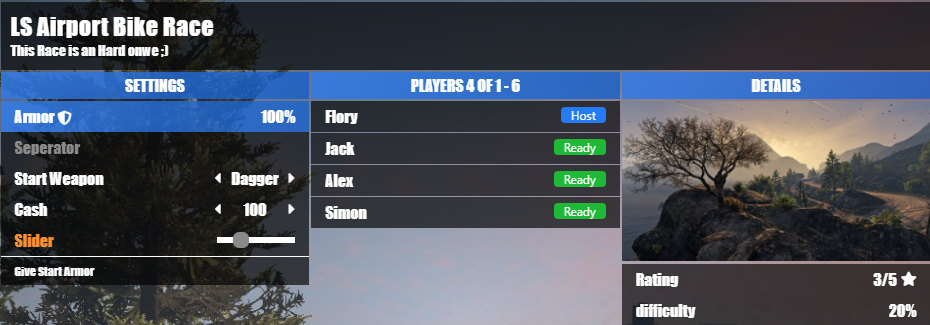 LS Airport Bike Race
This Race is an Hard onwe ;)
SETTINGS
Armor 100%
Seperator
Start Weapon Dagger
Cash 100
Slider
Give Start Armor
PLAYERS 4 OF 1 - 6
Flory Host
Jack Ready
Alex Ready
Simon Ready
DETAILS
Rating 3/5
difficulty 20%